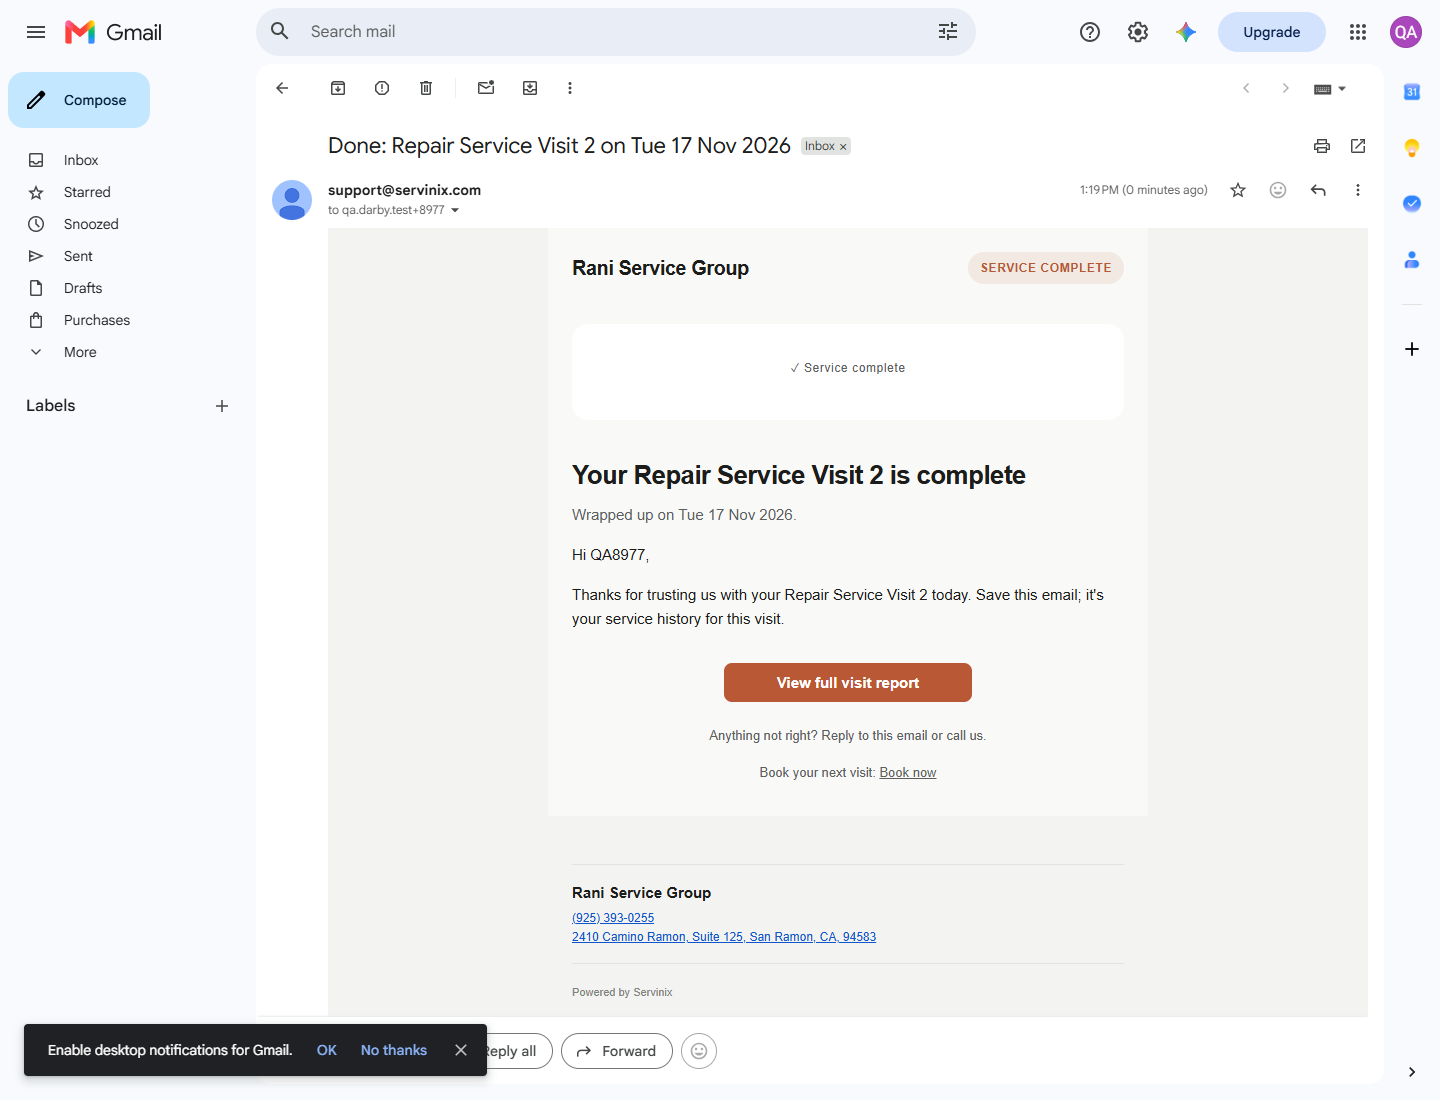 Gmail
Search mail
Upgrade
QA
Compose
Inbox
Starred
Snoozed
Sent
Drafts
Purchases
More
Labels
Done: Repair Service Visit 2 on Tue 17 Nov 2026
Inbox ×
support@servinix.com
1:19 PM (0 minutes ago)
to qa.darby.test+8977
31
Rani Service Group
SERVICE COMPLETE
✓ Service complete
Your Repair Service Visit 2 is complete
Wrapped up on Tue 17 Nov 2026.
Hi QA8977,
Thanks for trusting us with your Repair Service Visit 2 today. Save this email; it's
your service history for this visit.
View full visit report
Anything not right? Reply to this email or call us.
Book your next visit: Book now
Rani Service Group
(925) 393-0255
2410 Camino Ramon, Suite 125, San Ramon, CA, 94583
Powered by Servinix
Enable desktop notifications for Gmail.
OK
No thanks
Reply all
Forward